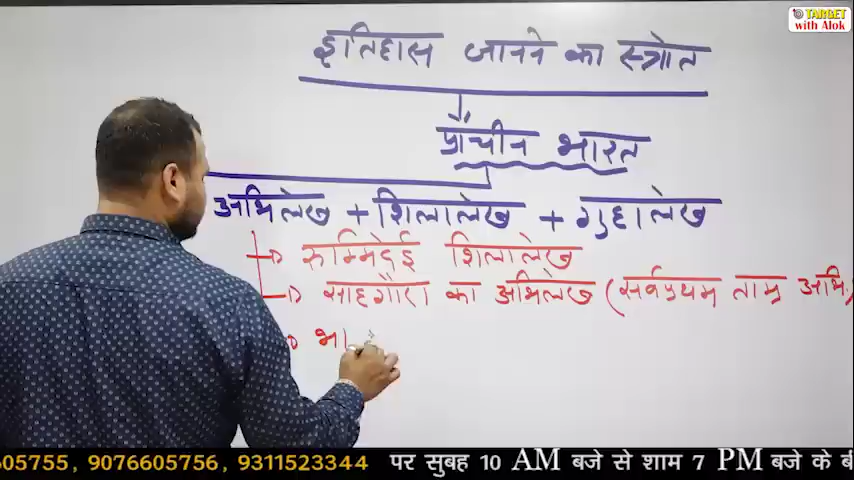 TARGET
with Alok
इतिहास जानने का स्त्रोत
प्राचीन भारत
अभिलेख + शिलालेख + गुहालेख
रुम्मिदेई शिलालेख
साहगौरा का अभिलेख (सर्वप्रथम ताम्र अभि.)
भा
605755, 9076605756, 9311523344 पर सुबह 10 AM बजे से शाम 7 PM बजे के बी